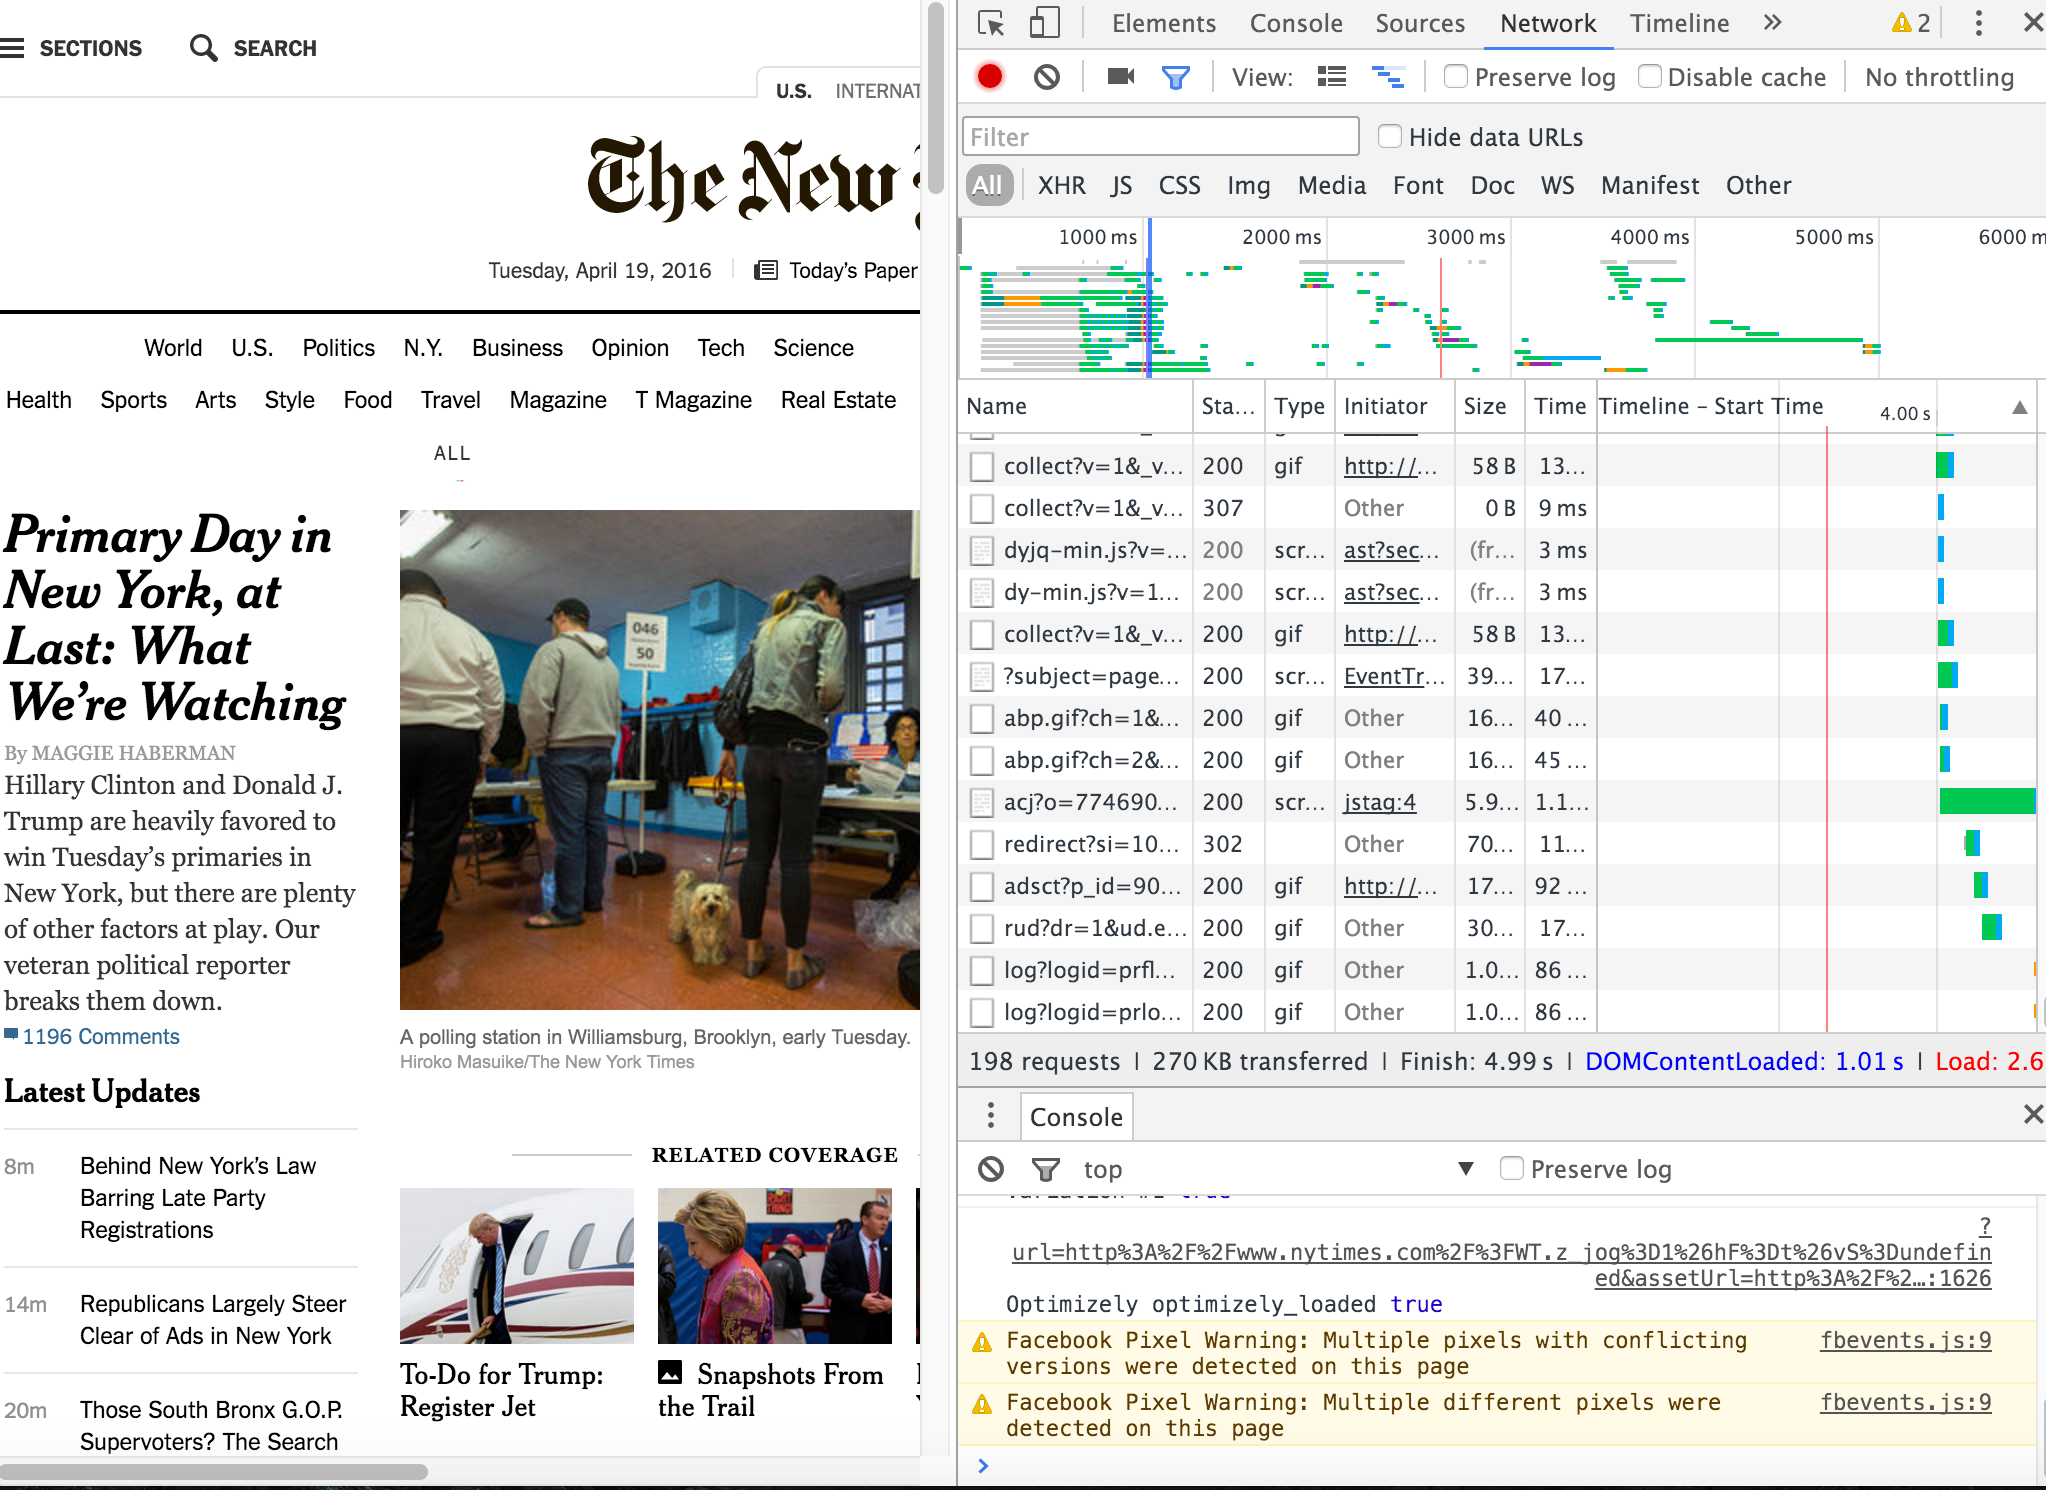 SECTIONS SEARCH
U.S. INTERNAT
The New
Tuesday, April 19, 2016 Today's Paper
World U.S. Politics N.Y. Business Opinion Tech Science
Health Sports Arts Style Food Travel Magazine T Magazine Real Estate
ALL
Primary Day in
New York, at
Last: What
We're Watching
By MAGGIE HABERMAN
Hillary Clinton and Donald J.
Trump are heavily favored to
win Tuesday's primaries in
New York, but there are plenty
of other factors at play. Our
veteran political reporter
breaks them down.
1196 Comments
Latest Updates
8m Behind New York's Law
Barring Late Party
Registrations
14m Republicans Largely Steer
Clear of Ads in New York
20m Those South Bronx G.O.P.
Supervoters? The Search
046
50
A polling station in Williamsburg, Brooklyn, early Tuesday.
Hiroko Masuike/The New York Times
RELATED COVERAGE
To-Do for Trump:
Register Jet
Snapshots From
the Trail
Elements Console Sources Network Timeline » 2
View: Preserve log Disable cache No throttling
Filter Hide data URLs
All XHR JS CSS Img Media Font Doc WS Manifest Other
1000 ms 2000 ms 3000 ms 4000 ms 5000 ms 6000 m
Name Sta... Type Initiator Size Time Timeline – Start Time 4.00 s
collect?v=1&_v... 200 gif http://... 58 B 13...
collect?v=1&_v... 307 Other 0 B 9 ms
dyjq-min.js?v=... 200 scr... ast?sec... (fr... 3 ms
dy-min.js?v=1... 200 scr... ast?sec... (fr... 3 ms
collect?v=1&_v... 200 gif http://... 58 B 13...
?subject=page... 200 scr... EventTr... 39... 17...
abp.gif?ch=1&... 200 gif Other 16... 40 ...
abp.gif?ch=2&... 200 gif Other 16... 45 ...
acj?o=774690... 200 scr... jstag:4 5.9... 1.1...
redirect?si=10... 302 Other 70... 11...
adsct?p_id=90... 200 gif http://... 17... 92 ...
rud?dr=1&ud.e... 200 gif Other 30... 17...
log?logid=prfl... 200 gif Other 1.0... 86 ...
log?logid=prlo... 200 gif Other 1.0... 86 ...
198 requests | 270 KB transferred | Finish: 4.99 s | DOMContentLoaded: 1.01 s | Load: 2.6
Console
top Preserve log
?
url=http%3A%2F%2Fwww.nytimes.com%2F%3FWT.z_jog%3D1%26hF%3Dt%26vS%3Dundefin
ed&assetUrl=http%3A%2F%2...:1626
Optimizely optimizely_loaded true
Facebook Pixel Warning: Multiple pixels with conflicting fbevents.js:9
versions were detected on this page
Facebook Pixel Warning: Multiple different pixels were fbevents.js:9
detected on this page